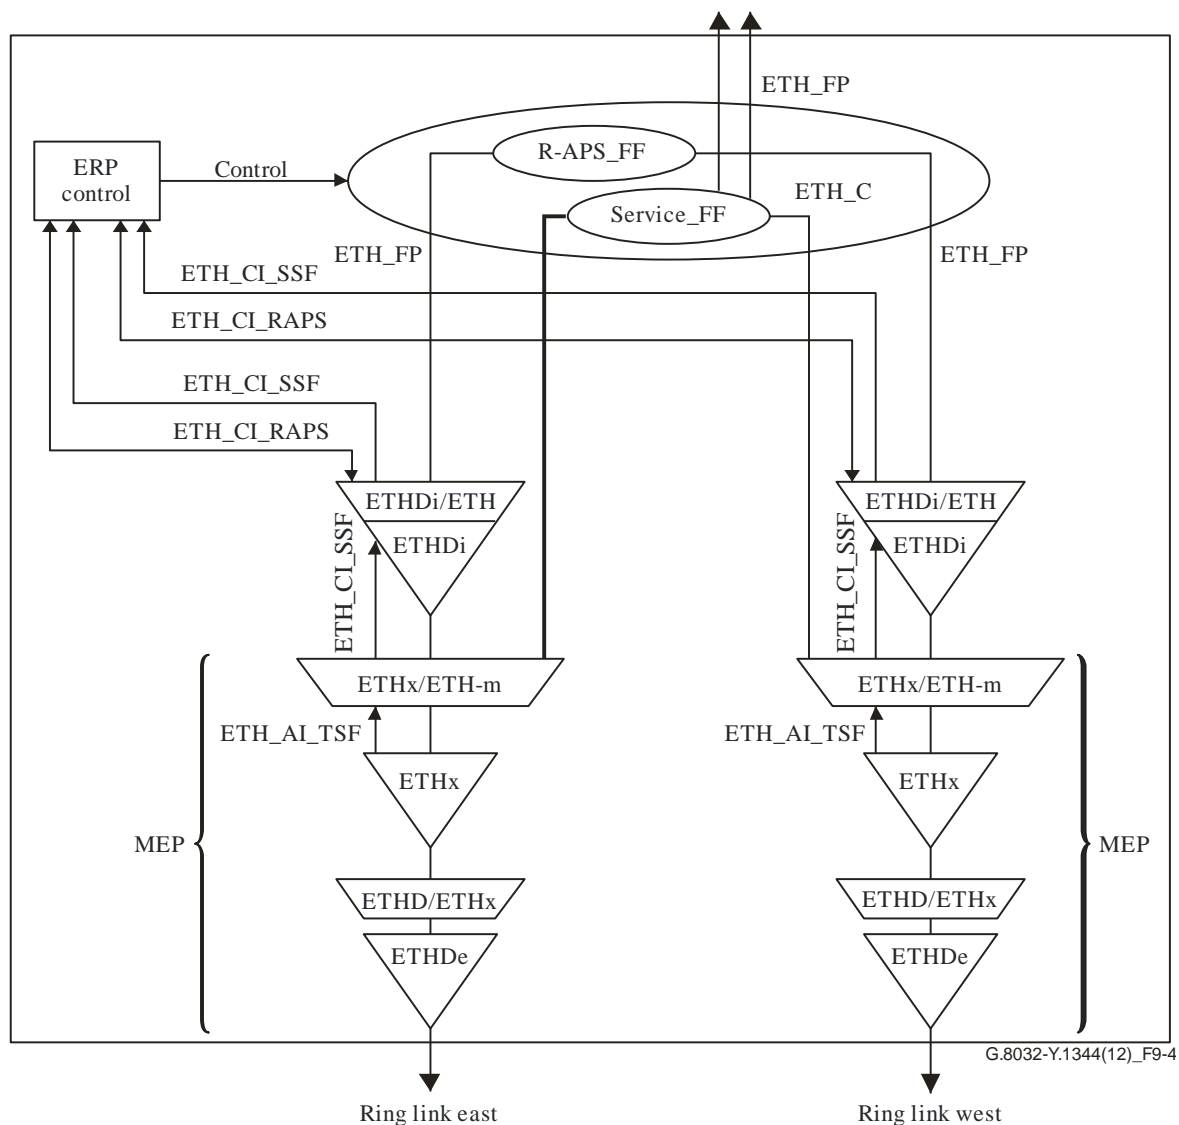 ETH_FP
R-APS_FF
ERP
control
Control
ETH_C
Service_FF
ETH_FP
ETH_FP
ETH_CI_SSF
ETH_CI_RAPS
ETH_CI_SSF
ETH_CI_RAPS
ETHDi/ETH
ETHDi/ETH
ETHDi
ETHDi
ETH_CI_SSF
ETH_CI_SSF
ETHx/ETH-m
ETHx/ETH-m
ETH_AI_TSF
ETH_AI_TSF
ETHx
ETHx
MEP
MEP
ETHD/ETHx
ETHD/ETHx
ETHDe
ETHDe
G.8032-Y.1344(12)_F9-4
Ring link east
Ring link west